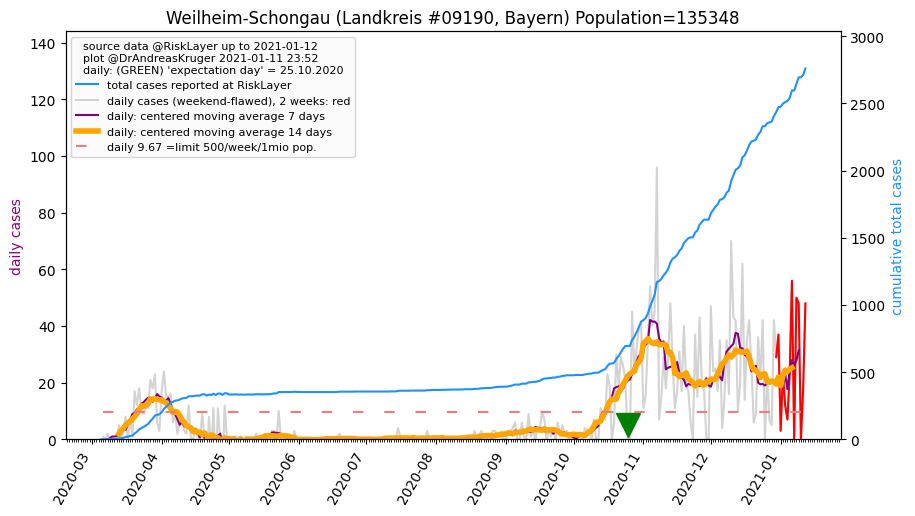 Weilheim-Schongau (Landkreis #09190, Bayern) Population=135348
source data @RiskLayer up to 2021-01-12
plot @DrAndreasKruger 2021-01-11 23:52
daily: (GREEN) 'expectation day' = 25.10.2020
total cases reported at RiskLayer
daily cases (weekend-flawed), 2 weeks: red
daily: centered moving average 7 days
daily: centered moving average 14 days
daily 9.67 =limit 500/week/1mio pop.
daily cases
140
120
100
80
60
40
20
0
cumulative total cases
3000
2500
2000
1500
1000
500
0
2020-03
2020-04
2020-05
2020-06
2020-07
2020-08
2020-09
2020-10
2020-11
2020-12
2021-01